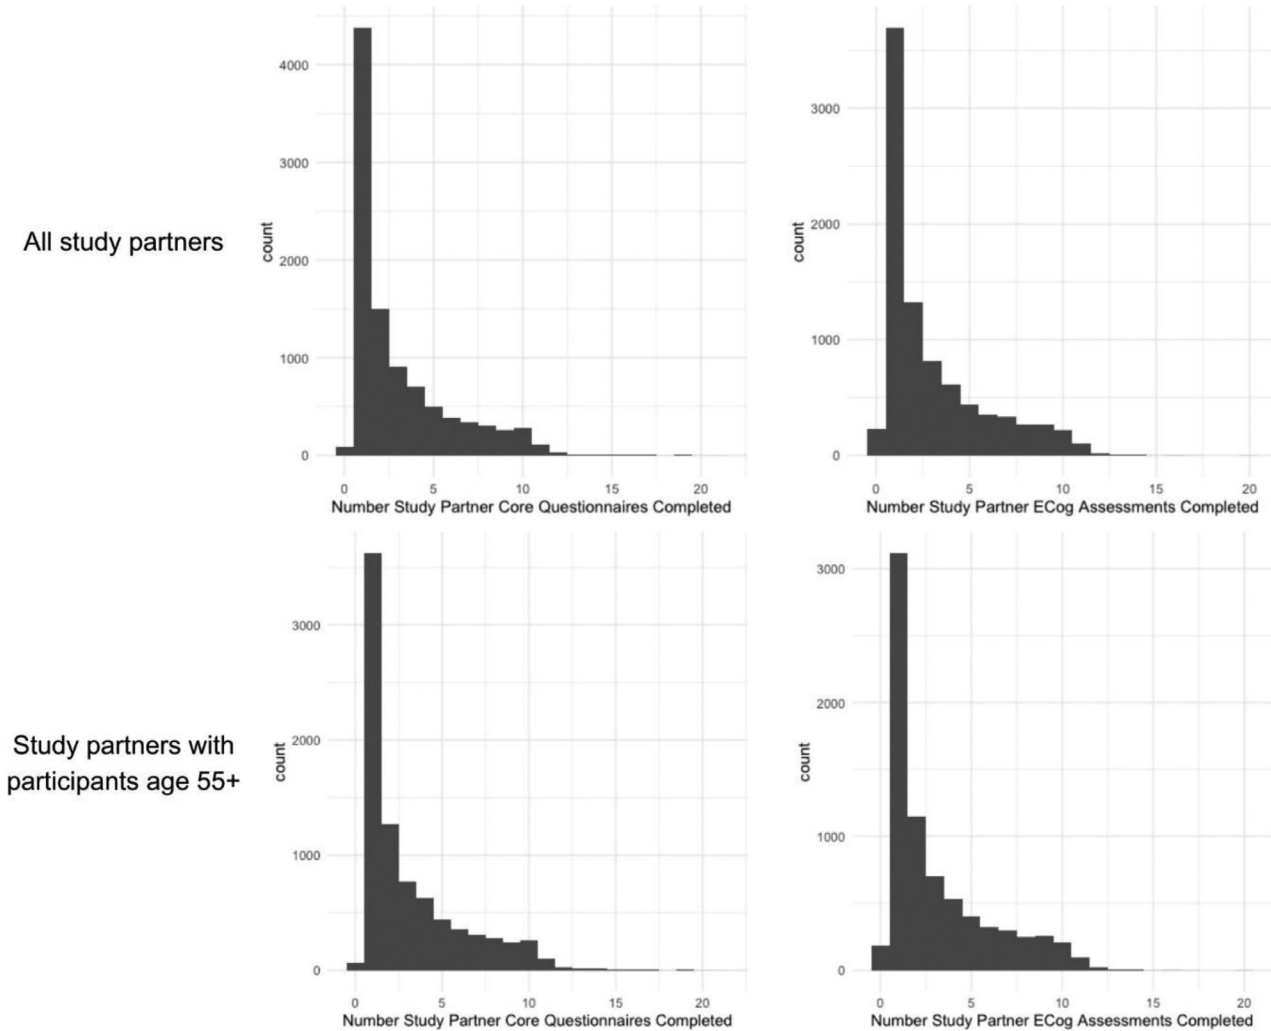 All study partners
count
4000
3000
2000
1000
0
0 5 10 15 20
Number Study Partner Core Questionnaires Completed
count
3000
2000
1000
0
0 5 10 15 20
Number Study Partner ECog Assessments Completed
Study partners with
participants age 55+
count
3000
2000
1000
0
0 5 10 15 20
Number Study Partner Core Questionnaires Completed
count
3000
2000
1000
0
0 5 10 15 20
Number Study Partner ECog Assessments Completed